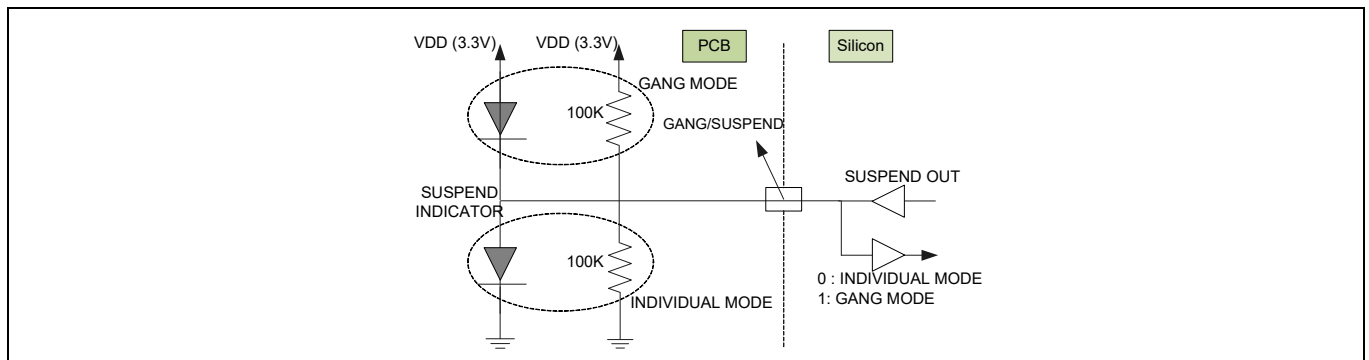 VDD (3.3V)
VDD (3.3V)
PCB
Silicon
GANG MODE
100K
GANG/SUSPEND
SUSPEND OUT
SUSPEND
INDICATOR
100K
0 : INDIVIDUAL MODE
1: GANG MODE
INDIVIDUAL MODE